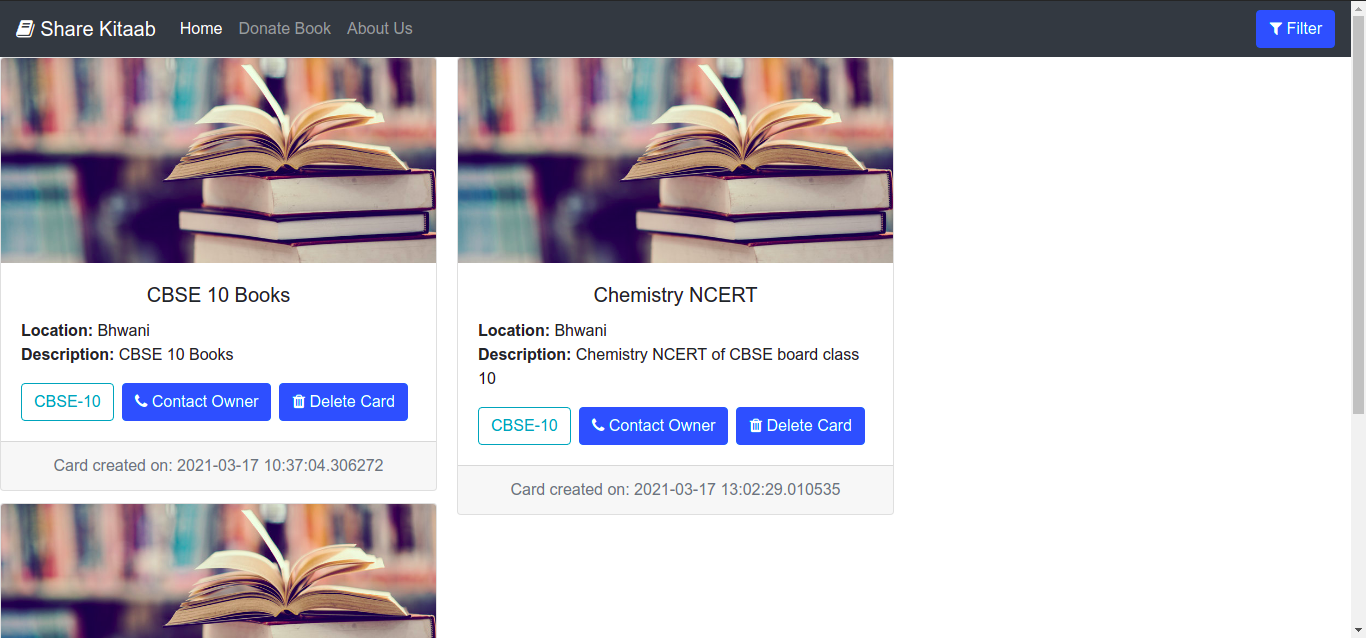 Share Kitaab Home Donate Book About Us Filter
CBSE 10 Books
Location: Bhwani
Description: CBSE 10 Books
CBSE-10 Contact Owner Delete Card
Card created on: 2021-03-17 10:37:04.306272
Chemistry NCERT
Location: Bhwani
Description: Chemistry NCERT of CBSE board class
10
CBSE-10 Contact Owner Delete Card
Card created on: 2021-03-17 13:02:29.010535